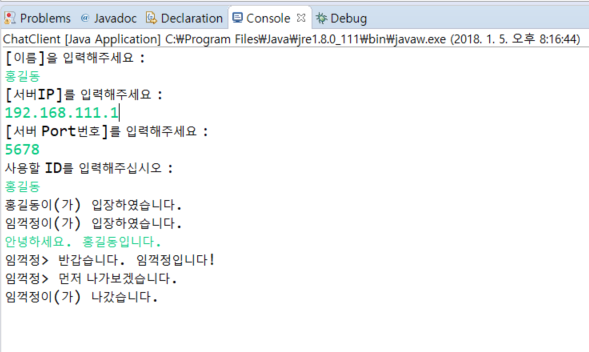 Problems @ Javadoc Declaration Console Debug
ChatClient [Java Application] C:₩Program Files₩Java₩jre1.8.0_111₩bin₩javaw.exe (2018. 1. 5. 오후 8:16:44)
[이름]을 입력해주세요 :
홍길동
[서버IP]를 입력해주세요 :
192.168.111.1
[서버 Port번호]를 입력해주세요 :
5678
사용할 ID를 입력해주십시오 :
홍길동
홍길동이(가) 입장하였습니다.
임꺽정이(가) 입장하였습니다.
안녕하세요. 홍길동입니다.
임꺽정> 반갑습니다. 임꺽정입니다!
임꺽정> 먼저 나가보겠습니다.
임꺽정이(가) 나갔습니다.